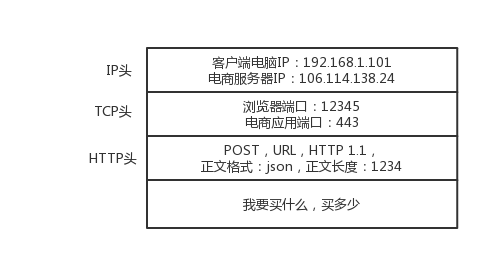 IP头
客户端电脑IP：192.168.1.101
电商服务器IP：106.114.138.24
TCP头
浏览器端口：12345
电商应用端口：443
HTTP头
POST，URL，HTTP 1.1，
正文格式：json，正文长度：1234
我要买什么，买多少